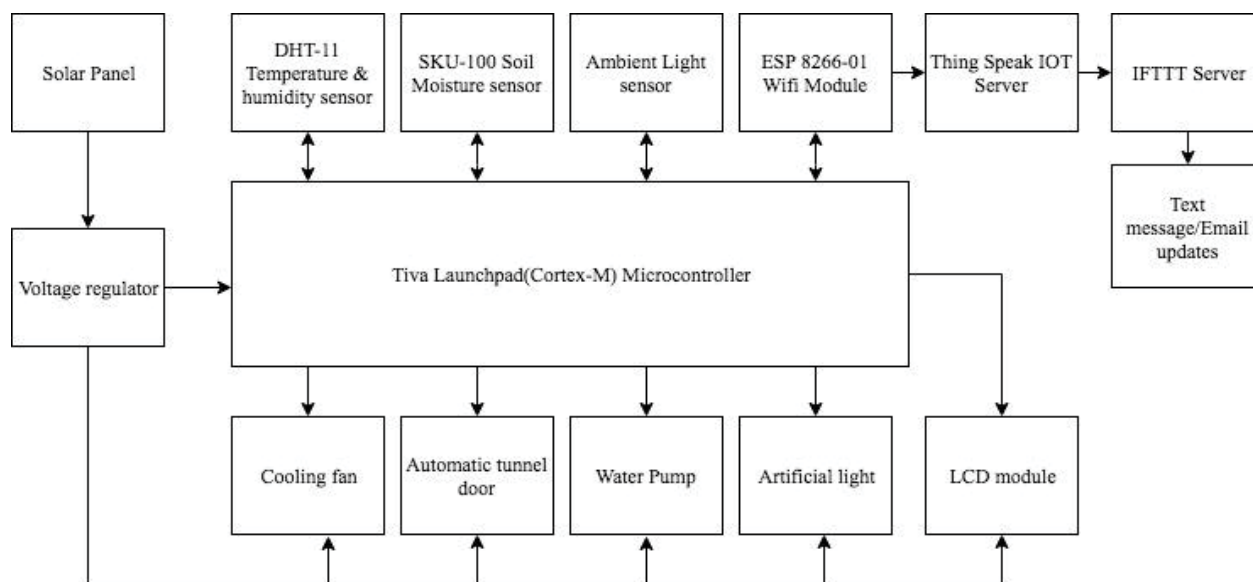 Solar Panel
DHT-11
Temperature &
humidity sensor
SKU-100 Soil
Moisture sensor
Ambient Light
sensor
ESP 8266-01
Wifi Module
Thing Speak IOT
Server
IFTTT Server
Text
message/Email
updates
Voltage regulator
Tiva Launchpad(Cortex-M) Microcontroller
Cooling fan
Automatic tunnel
door
Water Pump
Artificial light
LCD module